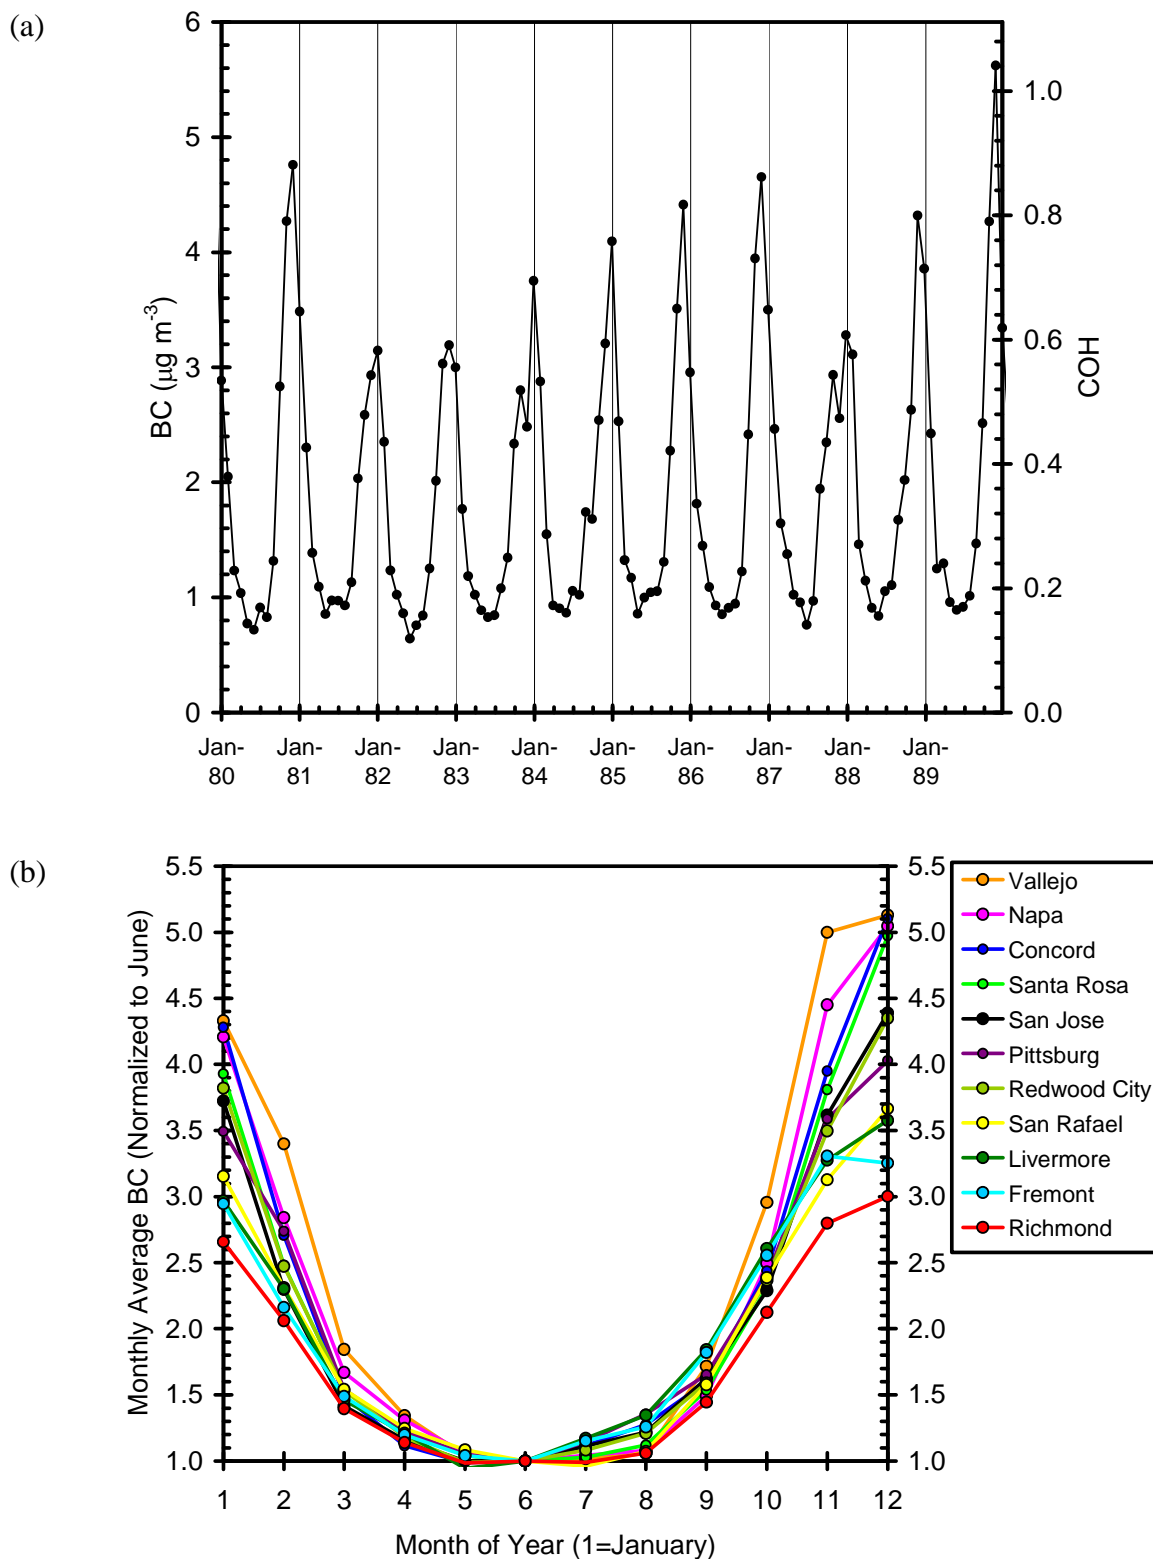 (a)
6
5
4
3
2
1
0
BC (μg m-3)
1.0
0.8
0.6
0.4
0.2
0.0
COH
Jan- Jan- Jan- Jan- Jan- Jan- Jan- Jan- Jan- Jan-
80 81 82 83 84 85 86 87 88 89
(b)
5.5
5.0
4.5
4.0
3.5
3.0
2.5
2.0
1.5
1.0
Monthly Average BC (Normalized to June)
5.5
5.0
4.5
4.0
3.5
3.0
2.5
2.0
1.5
1.0
Vallejo
Napa
Concord
Santa Rosa
San Jose
Pittsburg
Redwood City
San Rafael
Livermore
Fremont
Richmond
1 2 3 4 5 6 7 8 9 10 11 12
Month of Year (1=January)